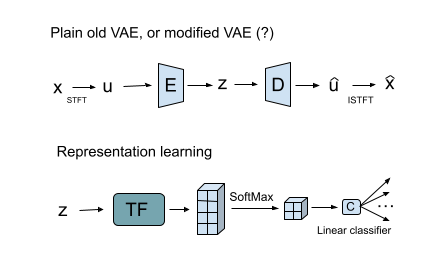 Plain old VAE, or modified VAE (?)
x STFT u E z D û ISTFT x̂
Representation learning
z TF SoftMax C ...
Linear classifier